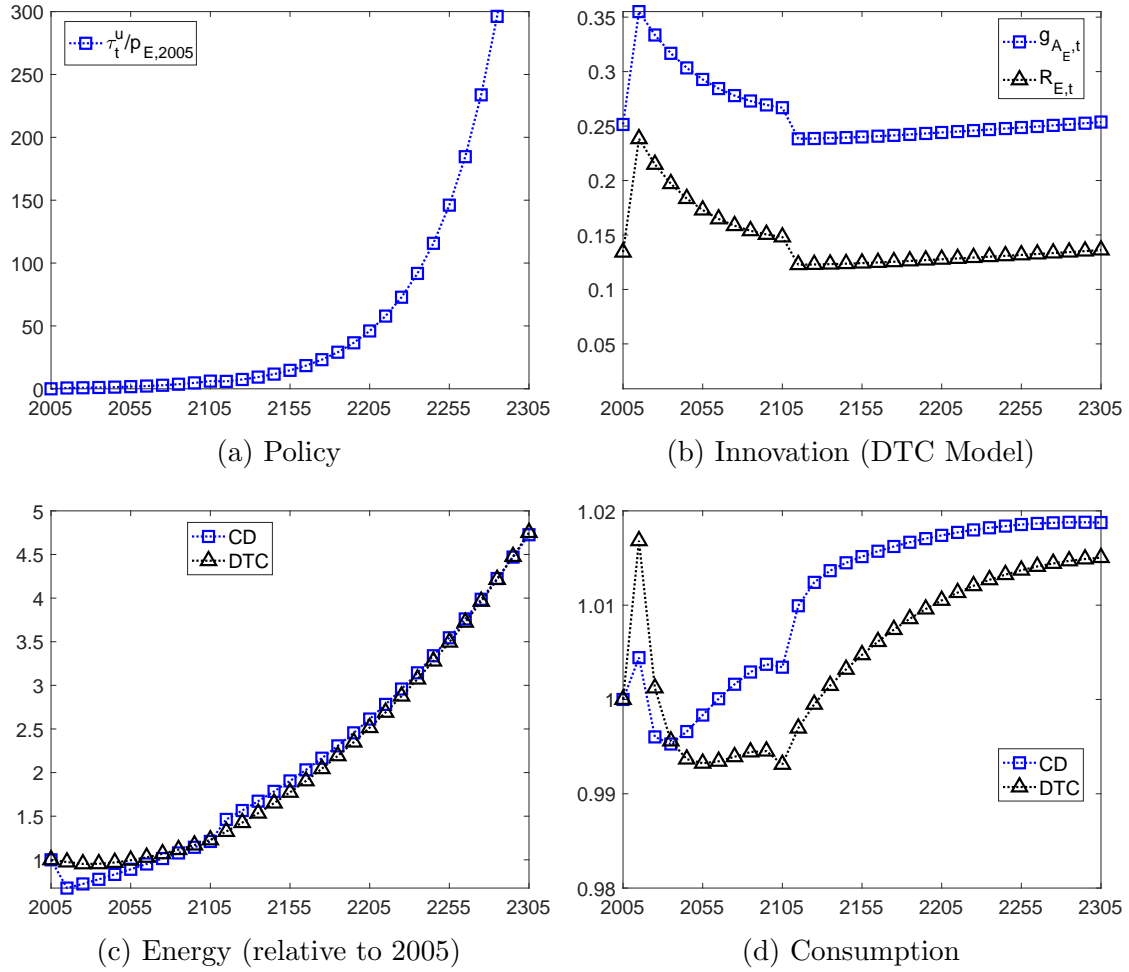 300
250
200
150
100
50
0
τ_t^u/p_{E,2005}
2005 2055 2105 2155 2205 2255 2305
(a) Policy
0.35
0.3
0.25
0.2
0.15
0.1
0.05
g_{A_E,t}
R_{E,t}
2005 2055 2105 2155 2205 2255 2305
(b) Innovation (DTC Model)
5
4.5
4
3.5
3
2.5
2
1.5
1
CD
DTC
2005 2055 2105 2155 2205 2255 2305
(c) Energy (relative to 2005)
1.02
1.01
1
0.99
0.98
CD
DTC
2005 2055 2105 2155 2205 2255 2305
(d) Consumption